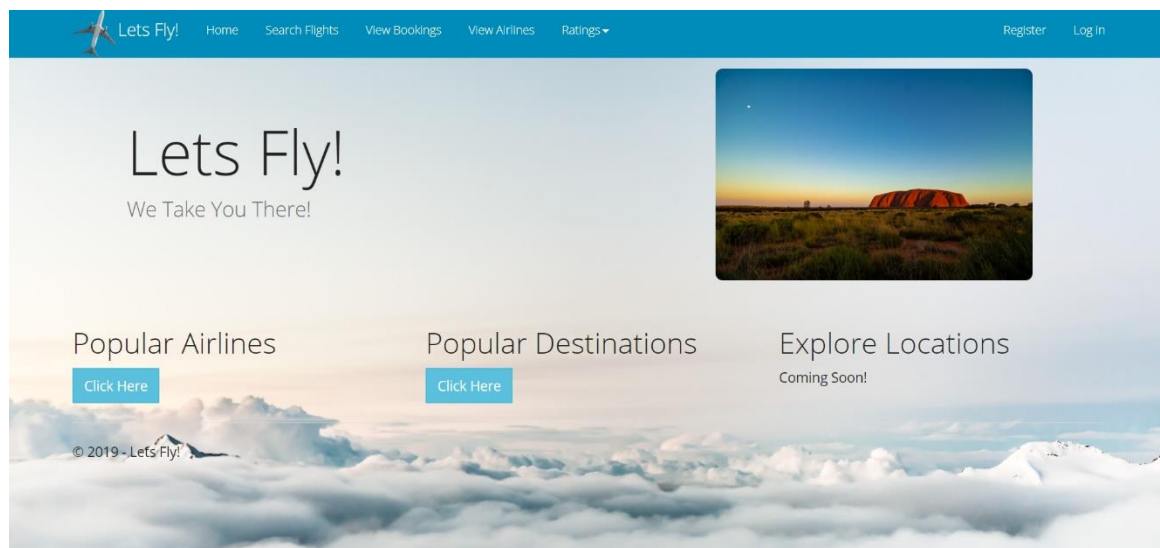 Lets Fly! Home Search Flights View Bookings View Airlines Ratings Register Log in
Lets Fly!
We Take You There!
Popular Airlines Popular Destinations Explore Locations
Click Here Click Here Coming Soon!
© 2019 - Lets Fly!